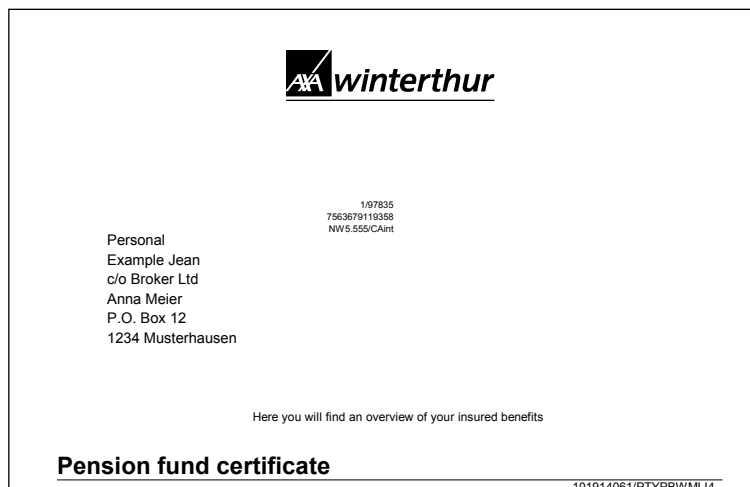 AXA winterthur
1/97835
7563679119358
NW5.555/CAint
Personal
Example Jean
c/o Broker Ltd
Anna Meier
P.O. Box 12
1234 Musterhausen
Here you will find an overview of your insured benefits
Pension fund certificate